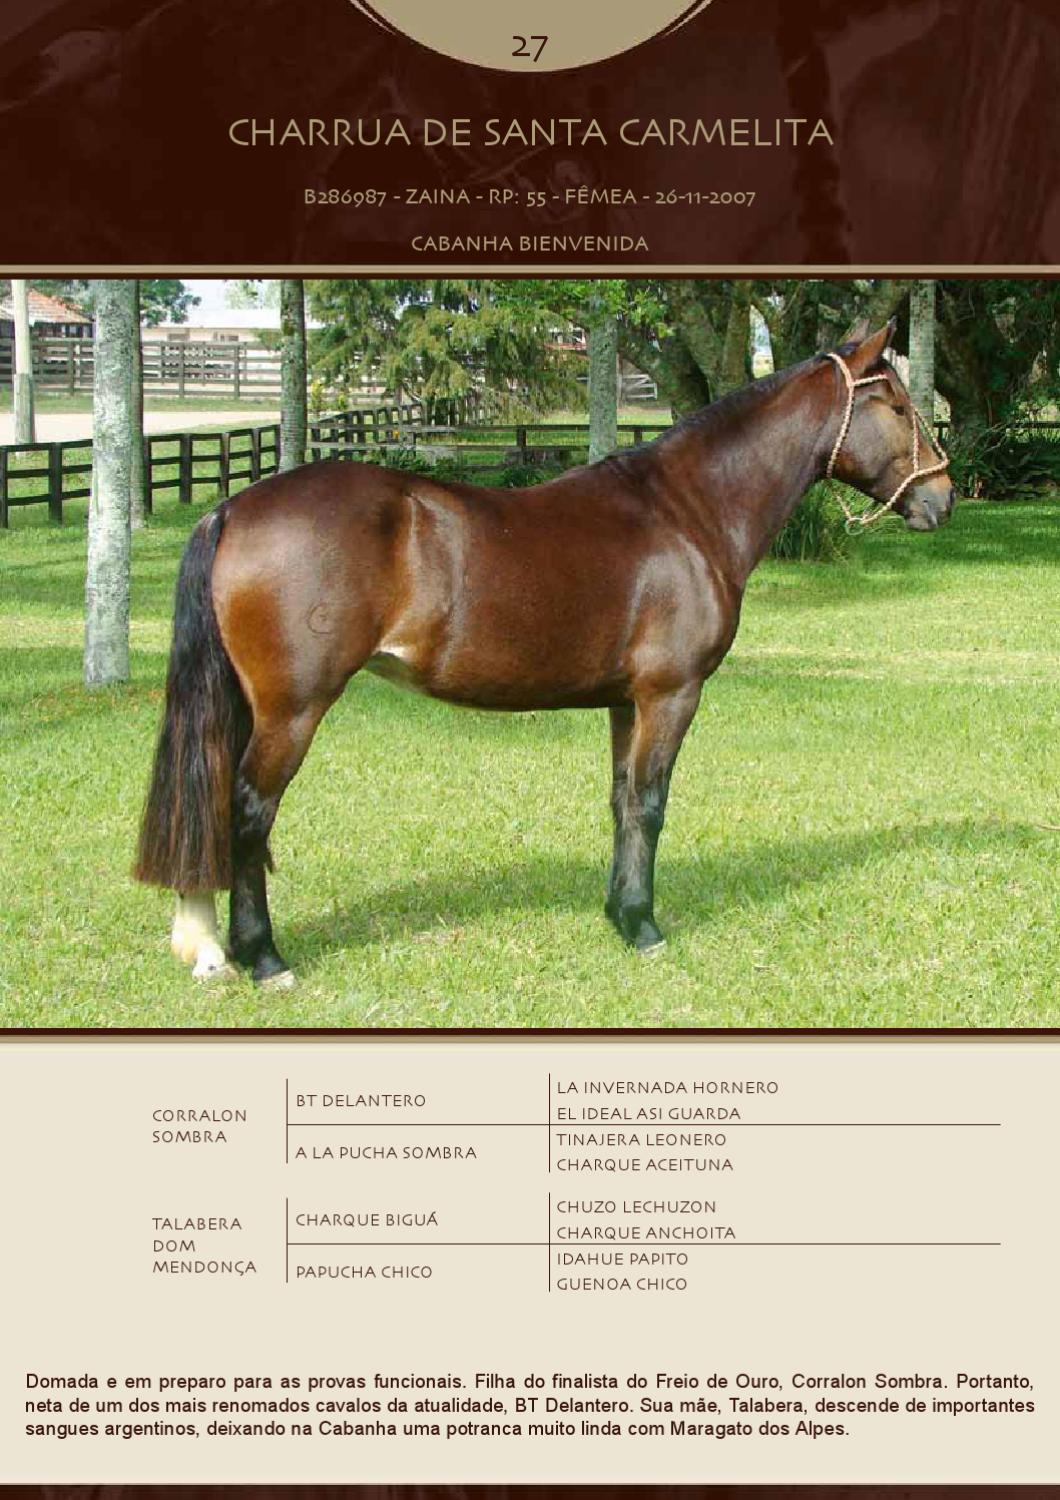 27
CHARRUA DE SANTA CARMELITA
B286987 - ZAINA - RP: 55 - FÊMEA - 26-11-2007
CABANHA BIENVENIDA
CORRALON
SOMBRA
BT DELANTERO
A LA PUCHA SOMBRA
LA INVERNADA HORNERO
EL IDEAL ASI GUARDA
TINAJERA LEONERO
CHARQUE ACEITUNA
TALABERA
DOM
MENDONÇA
CHARQUE BIGUÁ
PAPUCHA CHICO
CHUZO LECHUZON
CHARQUE ANCHOITA
IDAHUE PAPITO
GUENOA CHICO
Domada e em preparo para as provas funcionais. Filha do finalista do Freio de Ouro, Corralon Sombra. Portanto,
neta de um dos mais renomados cavalos da atualidade, BT Delantero. Sua mãe, Talabera, descende de importantes
sangues argentinos, deixando na Cabanha uma potranca muito linda com Maragato dos Alpes.